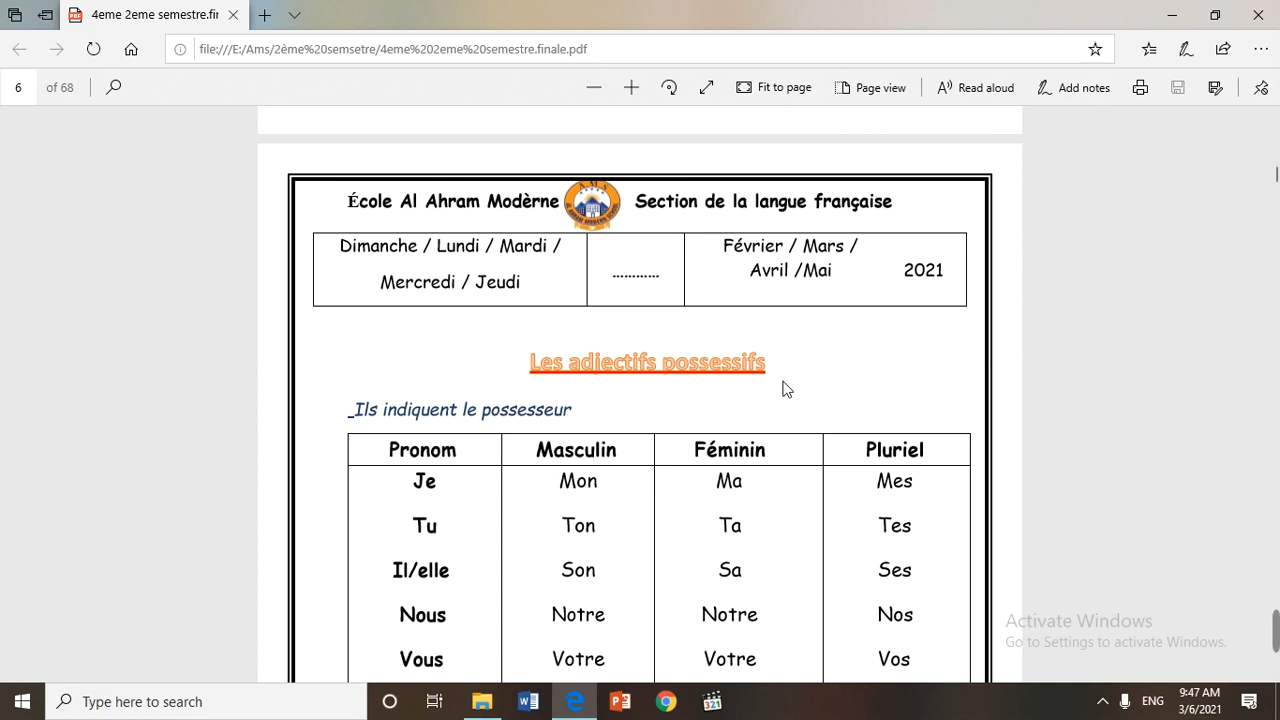 4eme 2eme semestre.fir
file:///E:/Ams/2ème%20semsetre/4eme%202eme%20semestre.finale.pdf
6 of 68
Fit to page
Page view
Read aloud
Add notes
École Al Ahram Modèrne
Section de la langue française
Dimanche / Lundi / Mardi /
Mercredi / Jeudi
............
Février / Mars /
Avril /Mai 2021
Les adjectifs possessifs
Ils indiquent le possesseur
Pronom Masculin Féminin Pluriel
Je Mon Ma Mes
Tu Ton Ta Tes
Il/elle Son Sa Ses
Nous Notre Notre Nos
Vous Votre Votre Vos
Activate Windows
Go to Settings to activate Windows.
Type here to search
ENG
9:47 AM
3/6/2021